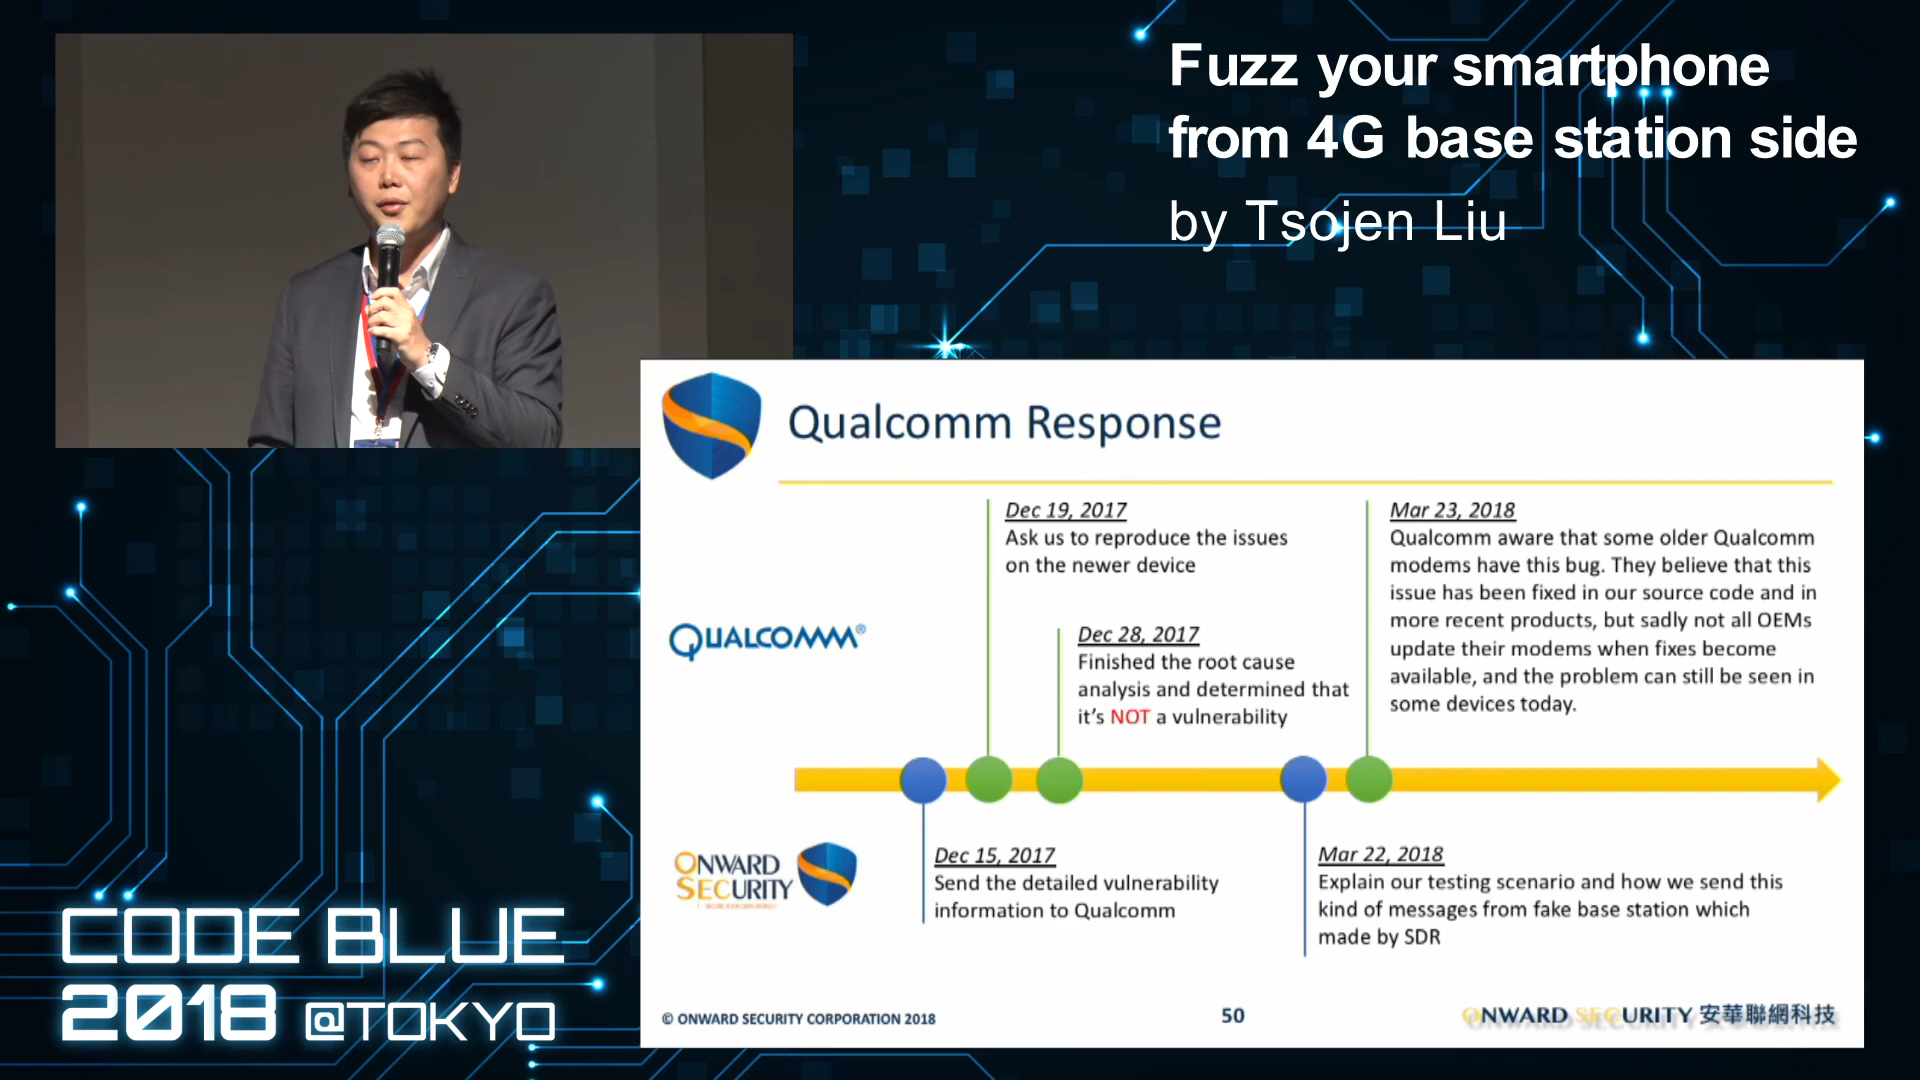 Fuzz your smartphone
from 4G base station side
by Tsojen Liu
Qualcomm Response
Dec 19, 2017
Ask us to reproduce the issues
on the newer device
Dec 28, 2017
Finished the root cause
analysis and determined that
it's NOT a vulnerability
Mar 23, 2018
Qualcomm aware that some older Qualcomm
modems have this bug. They believe that this
issue has been fixed in our source code and in
more recent products, but sadly not all OEMs
update their modems when fixes become
available, and the problem can still be seen in
some devices today.
QUALCOMM®
ONWARD
SECURITY
Dec 15, 2017
Send the detailed vulnerability
information to Qualcomm
Mar 22, 2018
Explain our testing scenario and how we send this
kind of messages from fake base station which
made by SDR
© ONWARD SECURITY CORPORATION 2018
50
ONWARD SECURITY 安華聯網科技
CODE BLUE
2018 @TOKYO